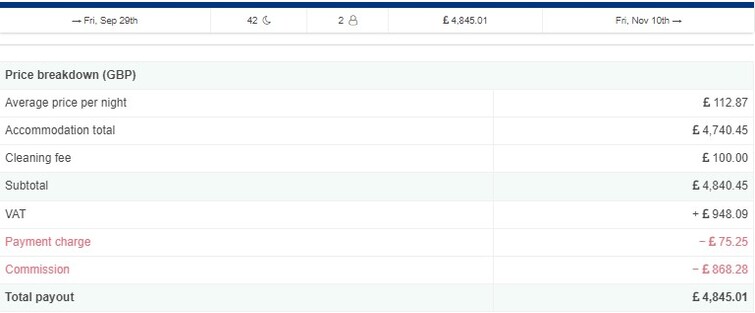 → Fri, Sep 29th 42 2 £ 4,845.01 Fri, Nov 10th →
Price breakdown (GBP)
Average price per night £ 112.87
Accommodation total £ 4,740.45
Cleaning fee £ 100.00
Subtotal £ 4,840.45
VAT + £ 948.09
Payment charge − £ 75.25
Commission − £ 868.28
Total payout £ 4,845.01